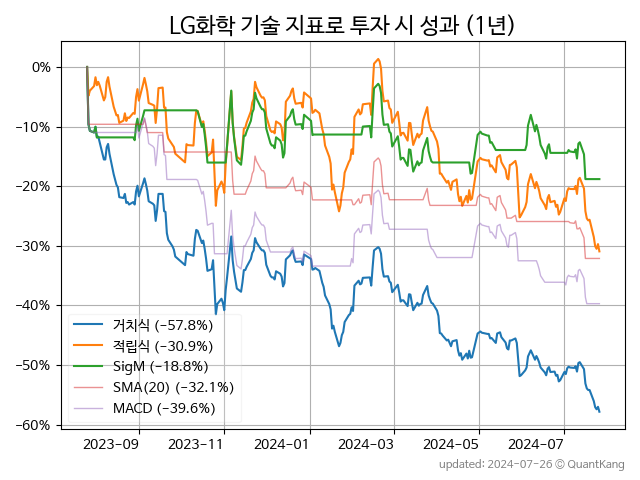 LG화학 기술 지표로 투자 시 성과 (1년)
0%
−10%
−20%
−30%
−40%
−50%
−60%
거치식 (−57.8%)
적립식 (−30.9%)
SigM (−18.8%)
SMA(20) (−32.1%)
MACD (−39.6%)
2023−09 2023−11 2024−01 2024−03 2024−05 2024−07
updated: 2024-07-26 © QuantKang